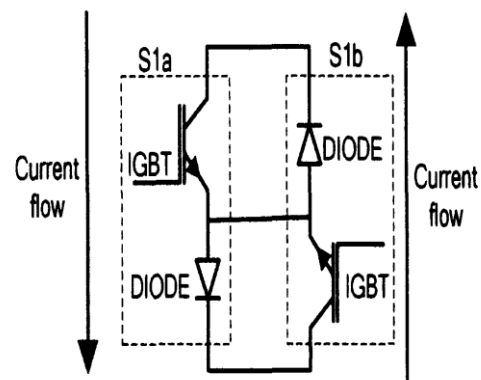 S1a
S1b
IGBT
DIODE
Current
flow
Current
flow
DIODE
IGBT